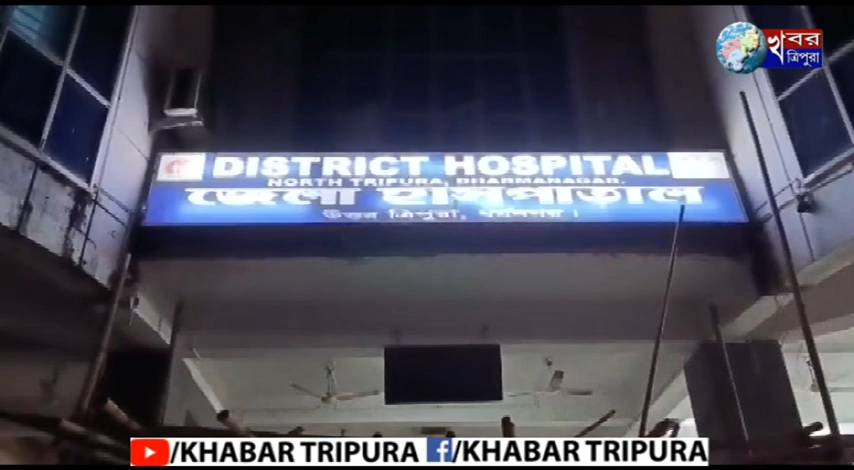 খবর
ত্রিপুরা
DISTRICT HOSPITAL
NORTH TRIPURA, DHARMANAGAR.
জেলা হাসপাতাল
উত্তর ত্রিপুরা, ধর্মনগর।
/KHABAR TRIPURA /KHABAR TRIPURA